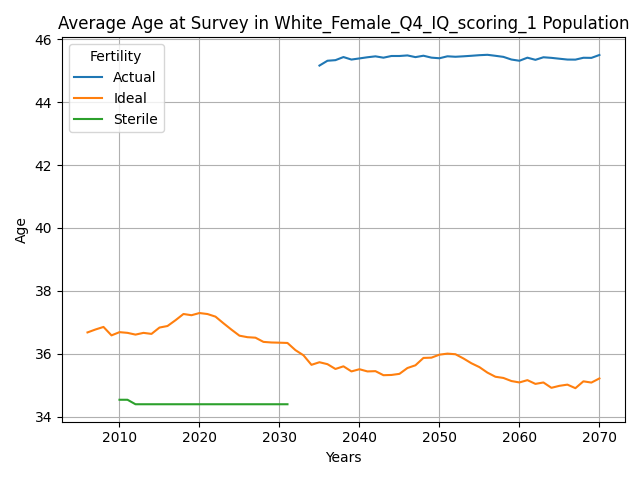 Average Age at Survey in White_Female_Q4_IQ_scoring_1 Population
Fertility
Actual
Ideal
Sterile
46
44
42
40
38
36
34
Age
2010 2020 2030 2040 2050 2060 2070
Years